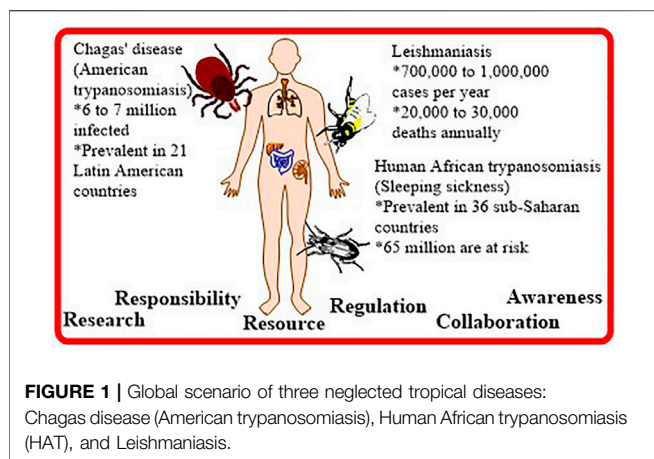 Chagas' disease
(American
trypanosomiasis)
*6 to 7 million
infected
*Prevalent in 21
Latin American
countries
Leishmaniasis
*700,000 to 1,000,000
cases per year
*20,000 to 30,000
deaths annually
Human African trypanosomiasis
(Sleeping sickness)
*Prevalent in 36 sub-Saharan
countries
*65 million are at risk
Responsibility
Research
Resource
Regulation
Collaboration
Awareness
FIGURE 1 | Global scenario of three neglected tropical diseases:
Chagas disease (American trypanosomiasis), Human African trypanosomiasis
(HAT), and Leishmaniasis.